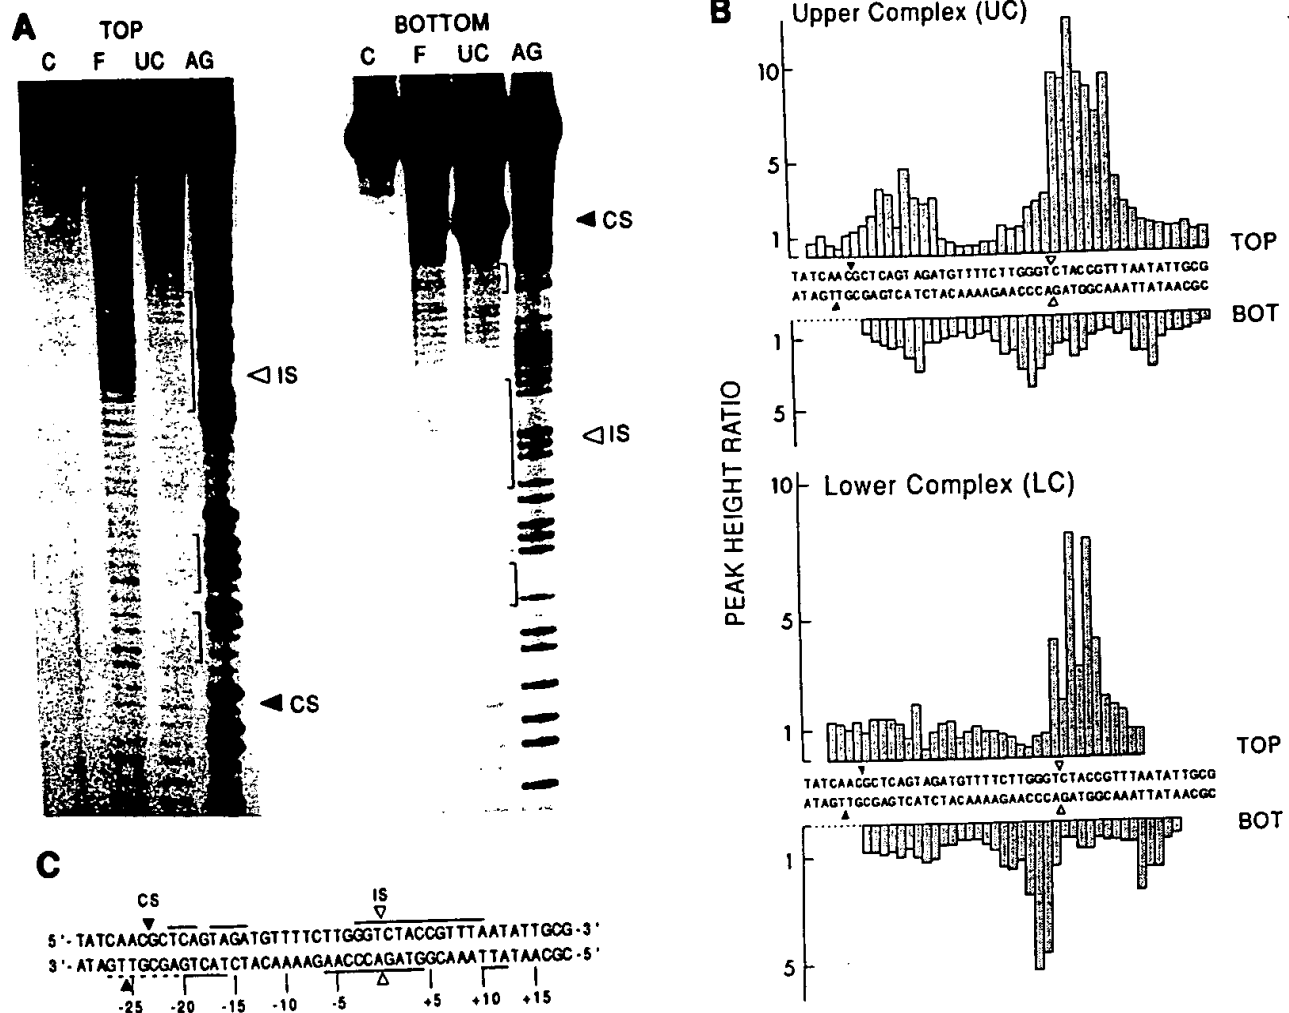 A
TOP
C F UC AG
IS
CS
BOTTOM
C F UC AG
CS
IS
B
Upper Complex (UC)
10
5
1
TOP
TATCAACGCTCAGTAGATGTTTTCTTGGGTCTACCGTTTAATATTGCG
ATAGTTGCGAGTCATCTACAAAAGAACCCAGATGGCAAATTATAACGC
BOT
1
5
PEAK HEIGHT RATIO
Lower Complex (LC)
10
5
1
TOP
TATCAACGCTCAGTAGATGTTTTCTTGGGTCTACCGTTTAATATTGCG
ATAGTTGCGAGTCATCTACAAAAGAACCCAGATGGCAAATTATAACGC
BOT
1
5
C
CS IS
5'-TATCAACGCTCAGTAGATGTTTTCTTGGGTCTACCGTTTAATATTGCG-3'
3'-ATAGTTGCGAGTCATCTACAAAAGAACCCAGATGGCAAATTATAACGC-5'
-25 -20 -15 -10 -5 +5 +10 +15